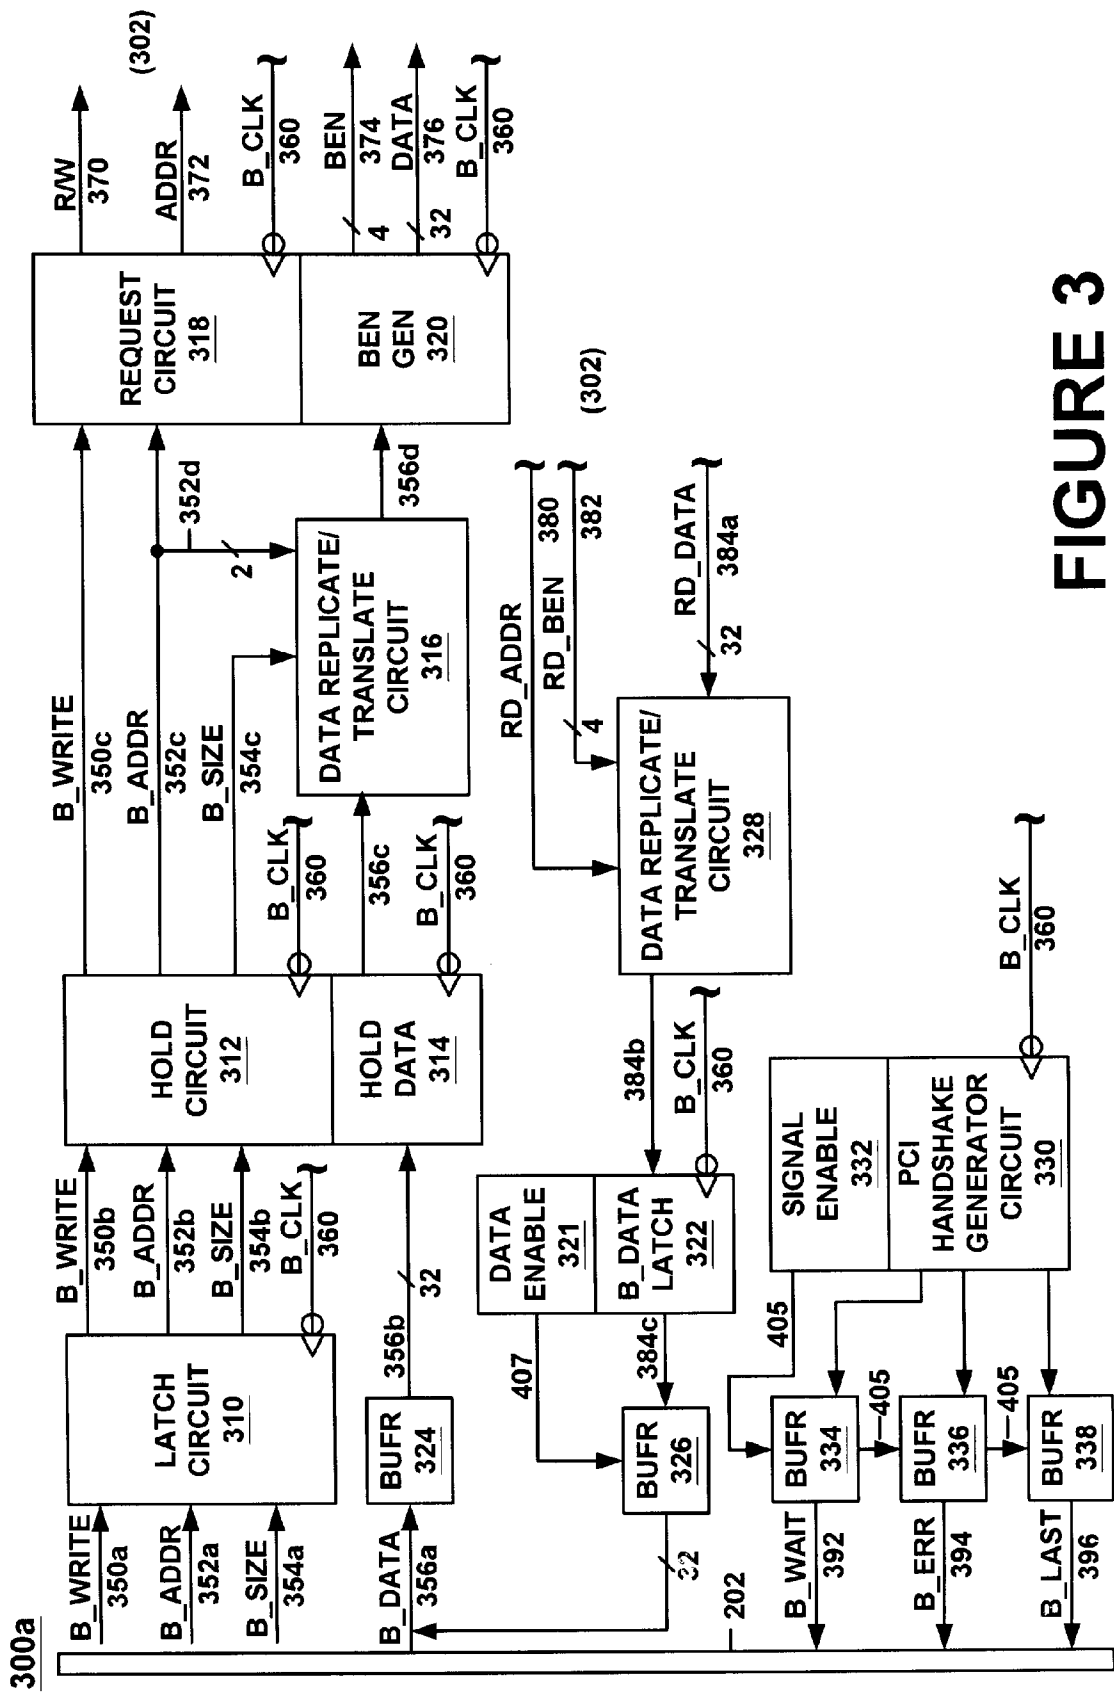 300a
B_WRITE
350a
B_ADDR
352a
B_SIZE
354a
LATCH
CIRCUIT
310
B_WRITE
350b
B_ADDR
352b
B_SIZE
354b
B_CLK
360
HOLD
CIRCUIT
312
B_WRITE
350c
B_ADDR
352c
B_SIZE
354c
B_CLK
360
352d
2
REQUEST
CIRCUIT
318
R/W
370
ADDR
372
(302)
B_CLK
360
B_DATA
356a
BUFR
324
356b
32
HOLD
DATA
314
356c
B_CLK
360
DATA REPLICATE/
TRANSLATE
CIRCUIT
316
356d
BEN
GEN
320
BEN
374
4
DATA
376
32
B_CLK
360
32
BUFR
326
407
384c
DATA
ENABLE
321
B_DATA
LATCH
322
384b
B_CLK
360
DATA REPLICATE/
TRANSLATE
CIRCUIT
328
RD_ADDR
380
RD_BEN
382
4
RD_DATA
384a
32
(302)
202
B_WAIT
392
BUFR
334
405
B_ERR
394
BUFR
336
405
B_LAST
396
BUFR
338
405
SIGNAL
ENABLE
332
PCI
HANDSHAKE
GENERATOR
CIRCUIT
330
B_CLK
360
FIGURE 3